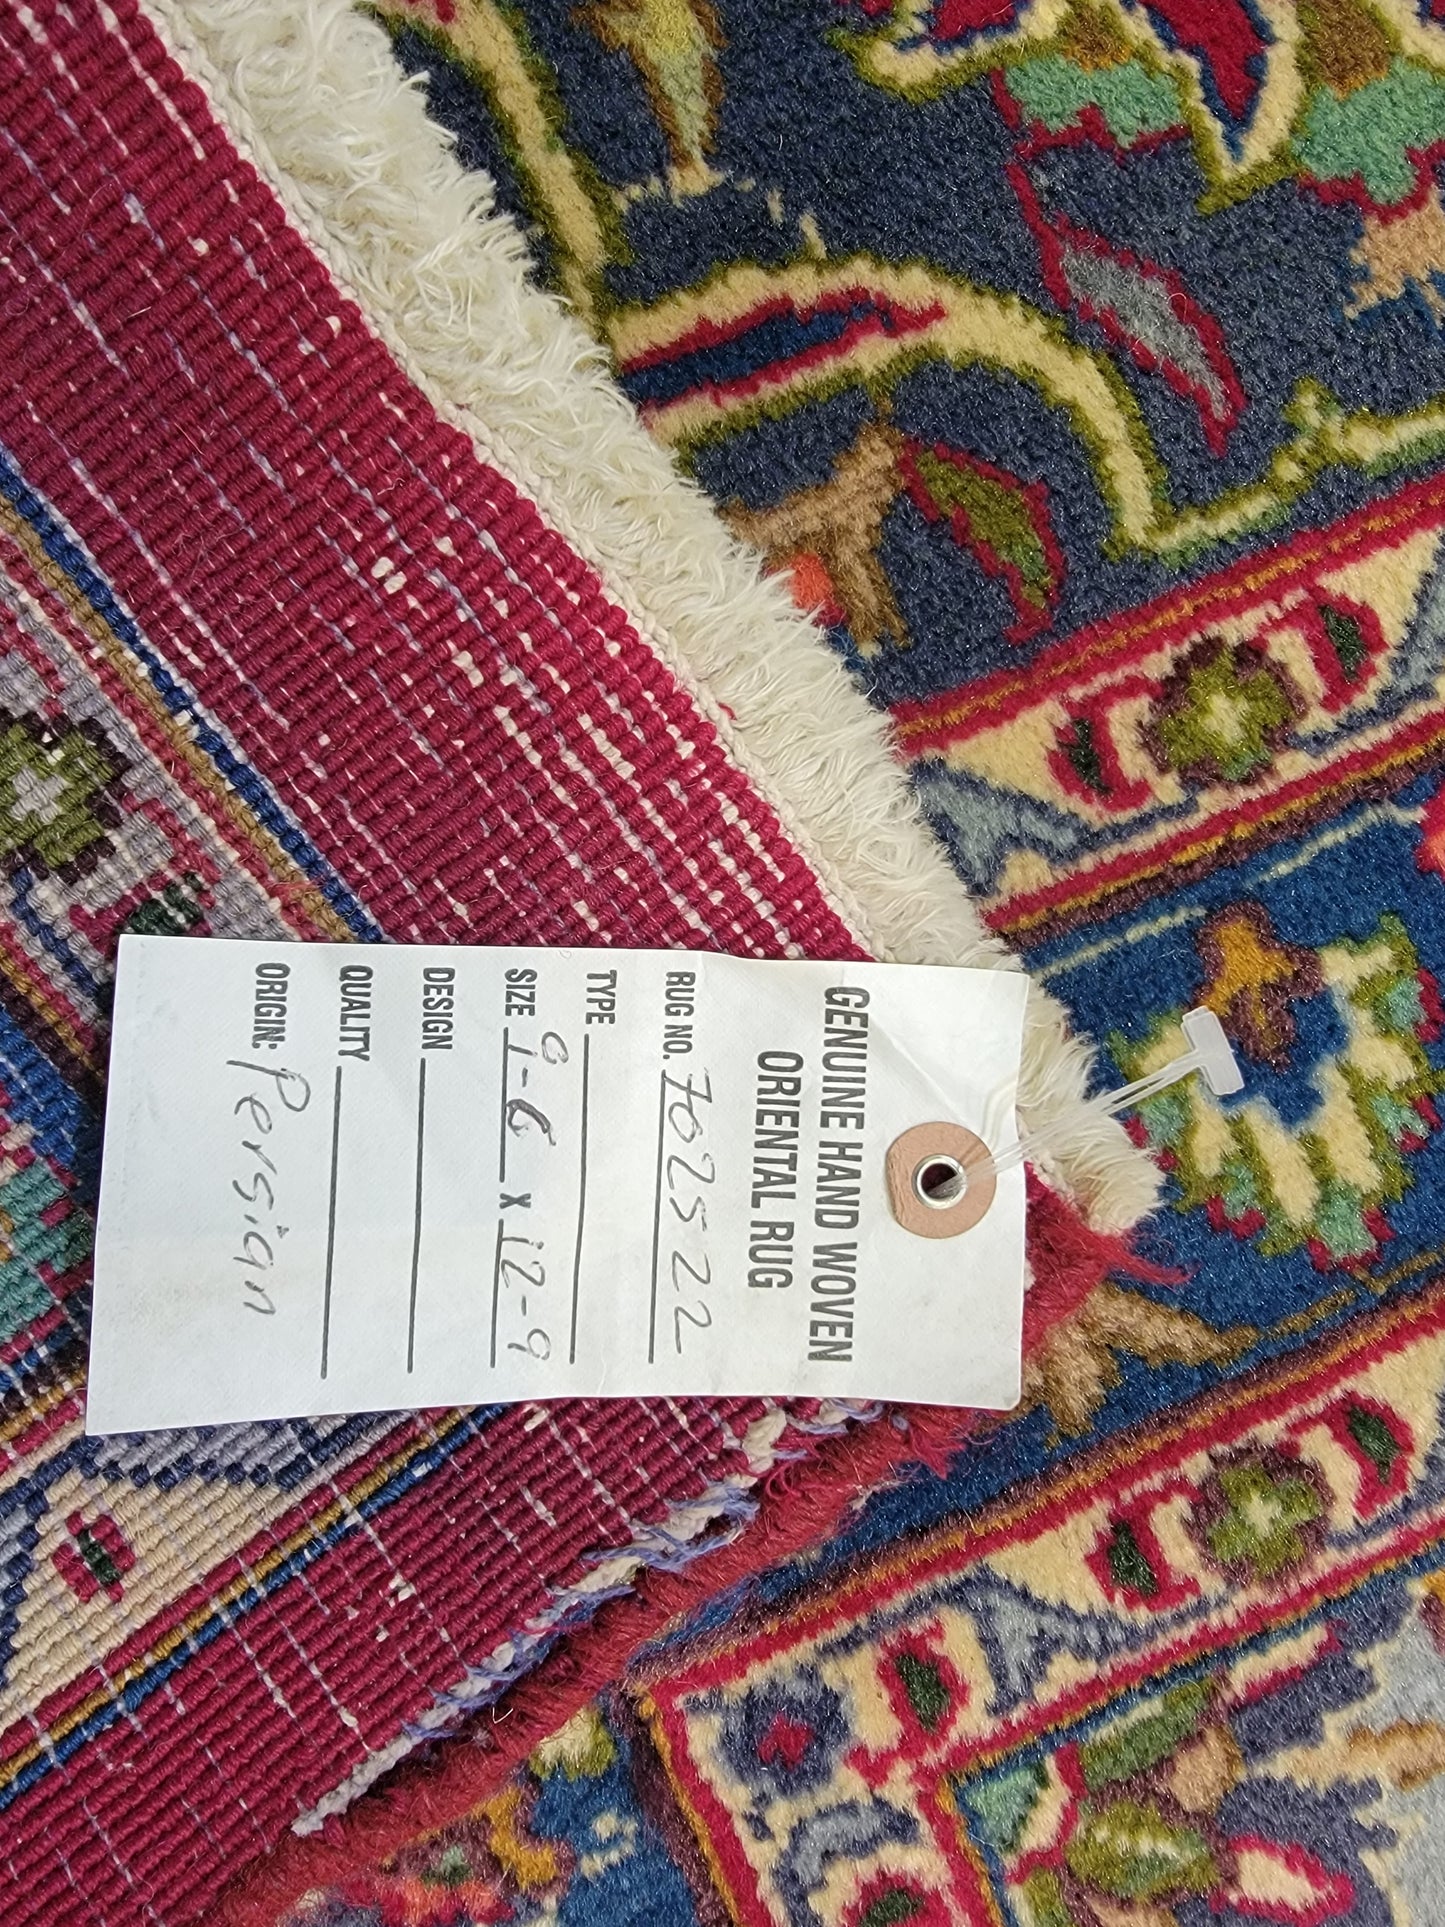 GENUINE HAND WOVEN
ORIENTAL RUG
RUG NO. 7025 22
TYPE
SIZE 9-6 X 12-9
DESIGN
QUALITY
ORIGIN: Persian